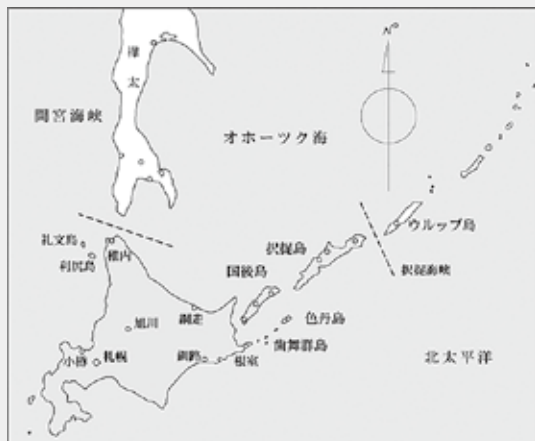 N
樺太
間宮海峡
オホーツク海
礼文島
稚内
利尻島
択捉島
ウルップ島
国後島
択捉海峡
網走
旭川
色丹島
小樽
札幌
釧路
根室
歯舞群島
北太平洋